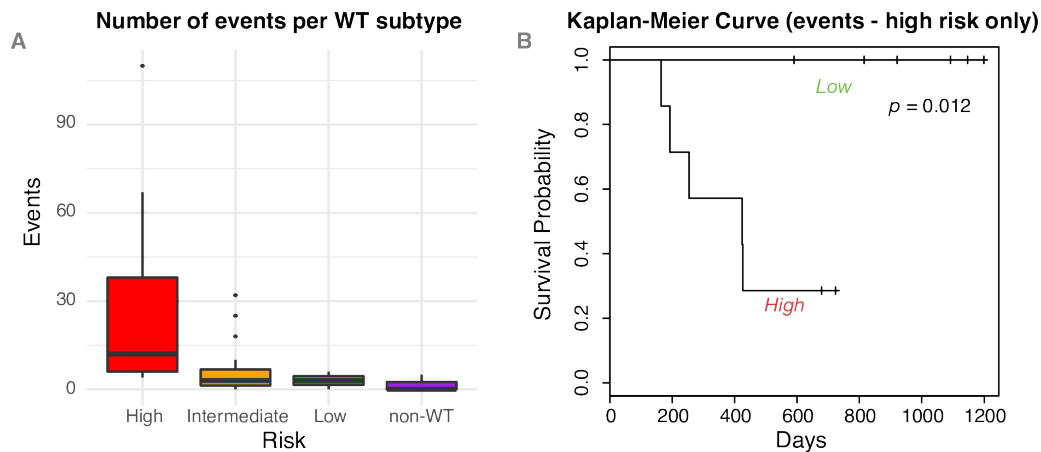 A
Number of events per WT subtype
Events
90
60
30
0
High Intermediate Low non-WT
Risk
B
Kaplan-Meier Curve (events - high risk only)
Survival Probability
1.0
0.8
0.6
0.4
0.2
0.0
Low
p = 0.012
High
0 200 400 600 800 1000 1200
Days